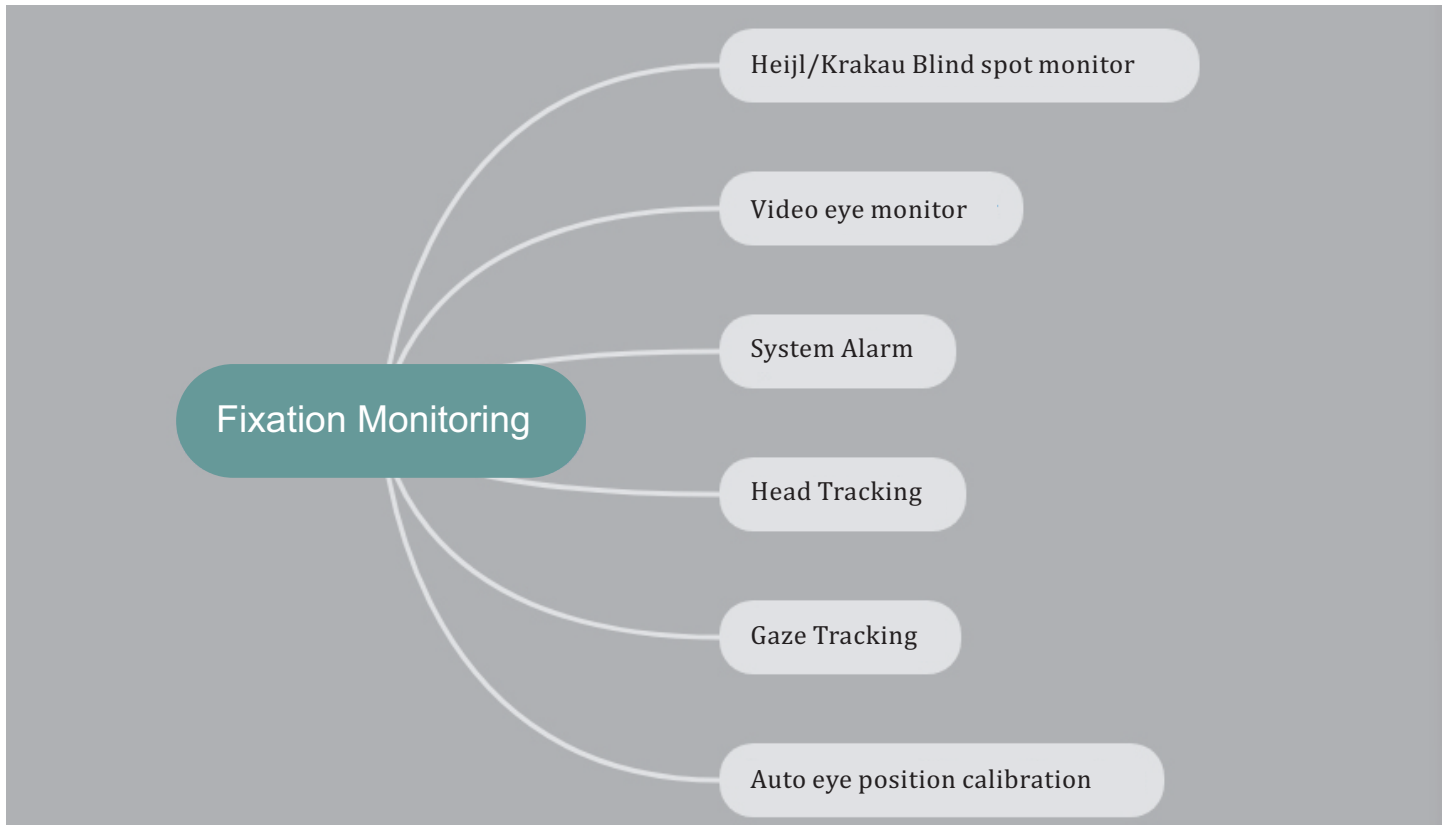 Heijl/Krakau Blind spot monitor
Video eye monitor
System Alarm
Fixation Monitoring
Head Tracking
Gaze Tracking
Auto eye position calibration